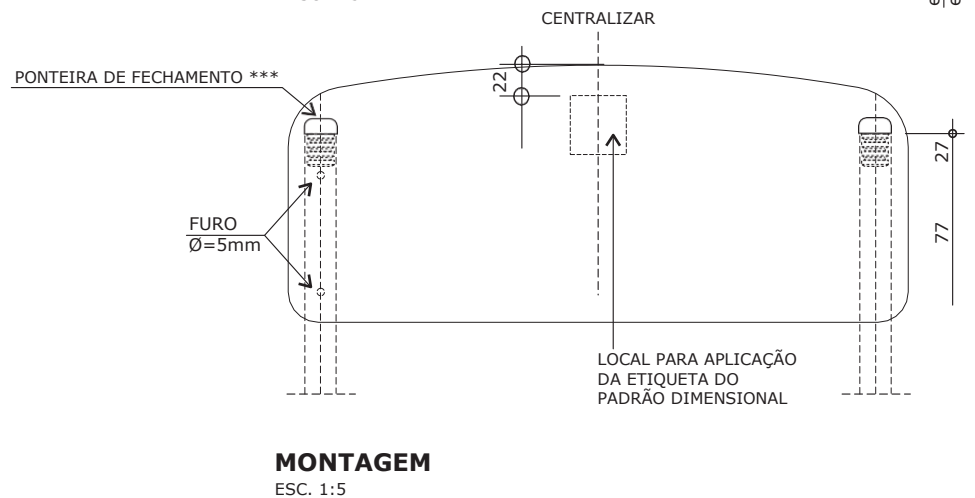 CENTRALIZAR
PONTEIRA DE FECHAMENTO ***
22
27
FURO
Ø=5mm
77
LOCAL PARA APLICAÇÃO
DA ETIQUETA DO
PADRÃO DIMENSIONAL
MONTAGEM
ESC. 1:5